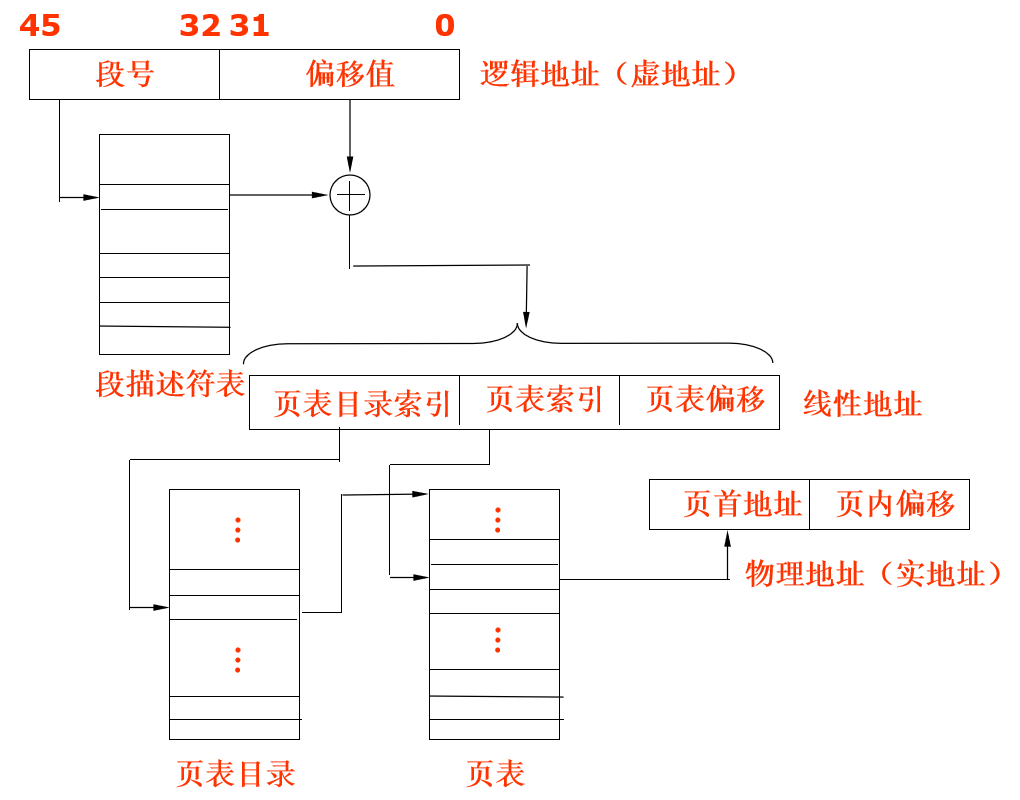 45 32 31 0
段号 偏移值 逻辑地址（虚地址）
段描述符表
页表目录索引 页表索引 页表偏移 线性地址
页首地址 页内偏移
物理地址（实地址）
页表目录 页表